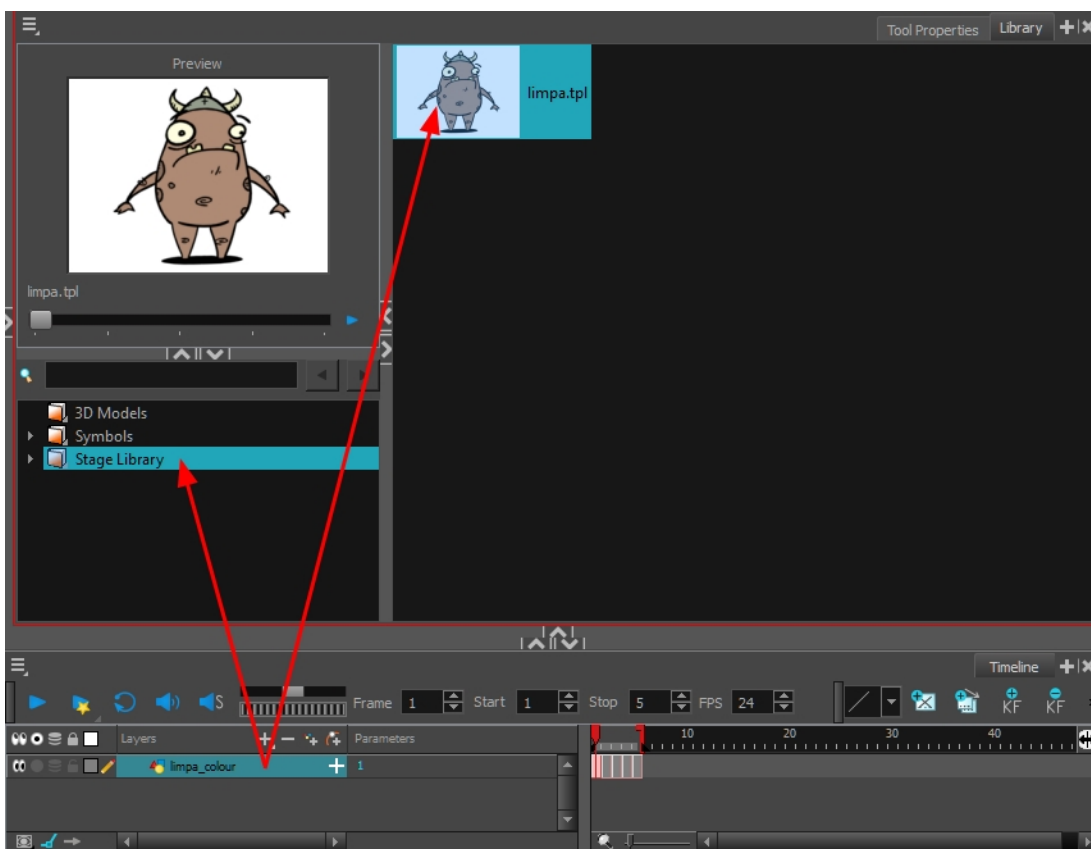 Tool Properties Library
Preview
limpa.tpl
limpa.tpl
3D Models
Symbols
Stage Library
Timeline
Frame 1 Start 1 Stop 5 FPS 24 KF KF
S
Layers Parameters 10 20 30 40
limpa_colour 1